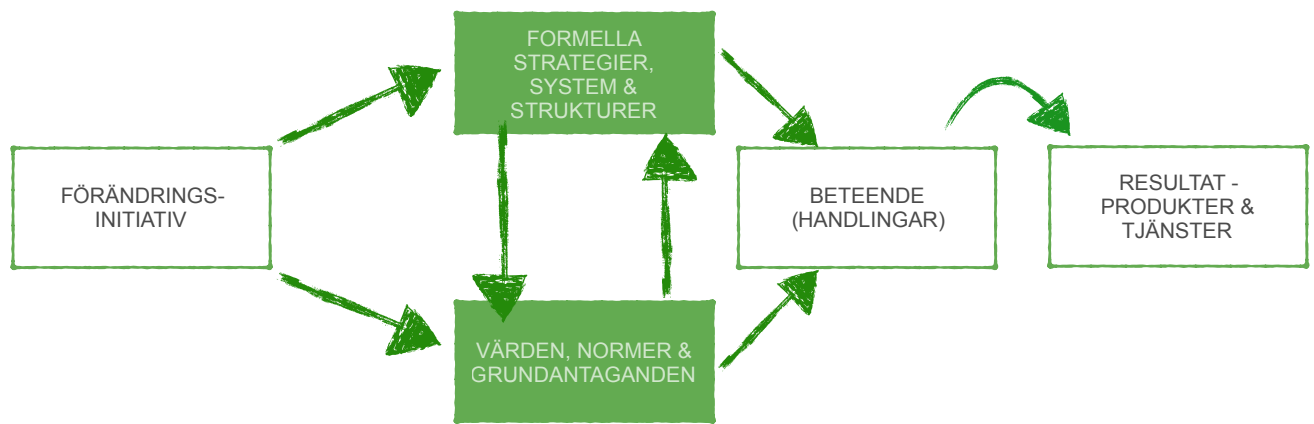 FORMELLA
STRATEGIER,
SYSTEM &
STRUKTURER
FÖRÄNDRINGS-
INITIATIV
BETEENDE
(HANDLINGAR)
RESULTAT -
PRODUKTER &
TJÄNSTER
VÄRDEN, NORMER &
GRUNDANTAGANDEN